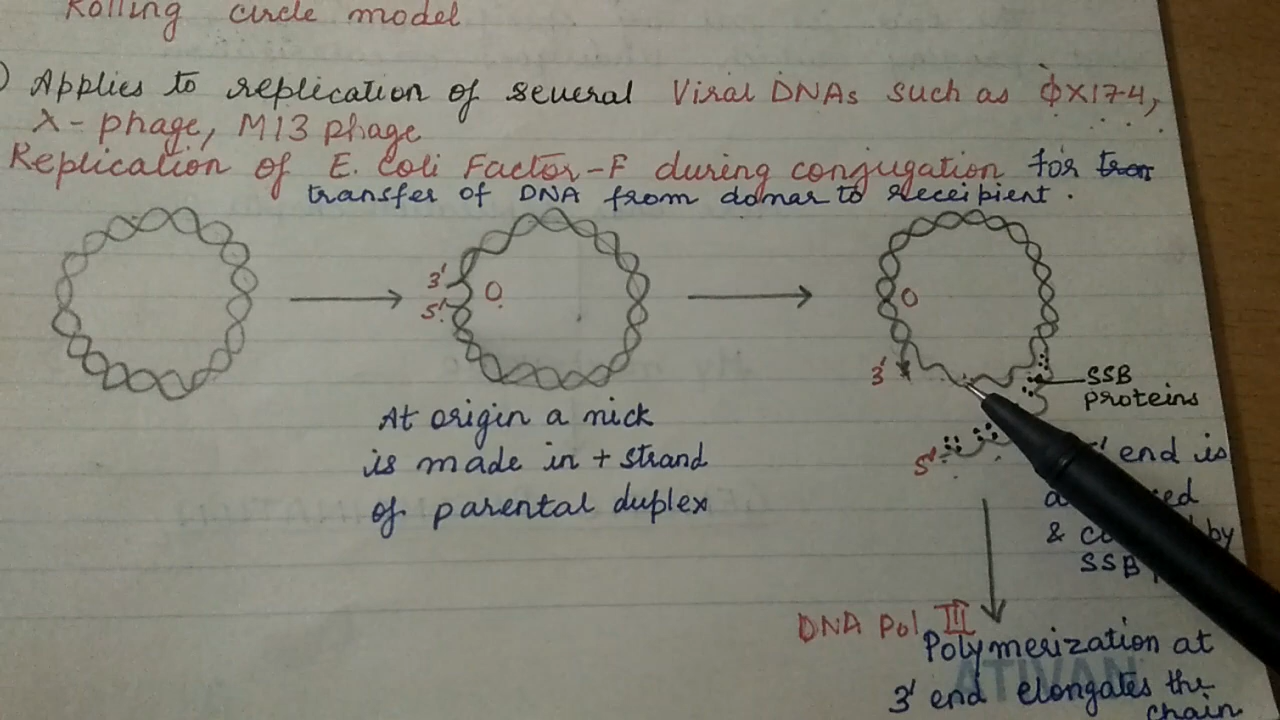 Rolling circle model
) Applies to replication of several Viral DNAs such as ϕX174,
λ- phage, M13 phage
Replication of E. Coli Factor-F during conjugation for
transfer of DNA from donar to receipient.
3'
5'
O
O
3'
SSB
proteins
5'
At origin a nick
is made in + strand
of parental duplex
' end is
& by
SSB
DNA Pol III
Polymerization at
3' end elongates the
chain
ATIVAN